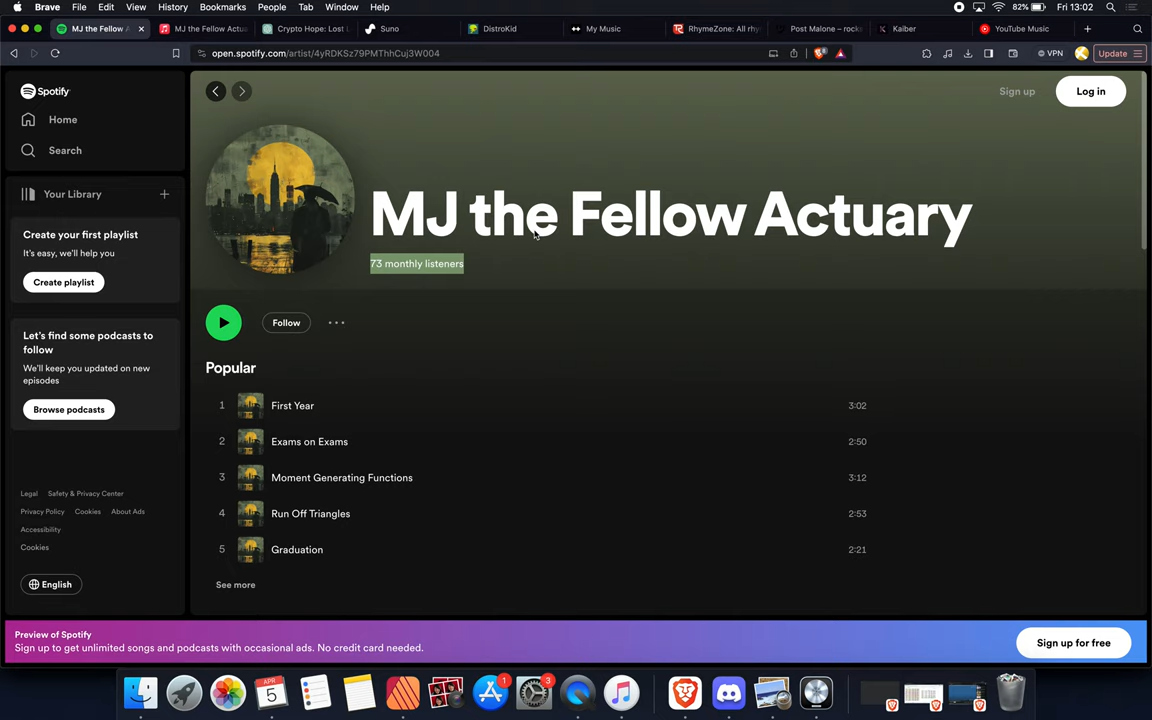 Brave File Edit View History Bookmarks People Tab Window Help 82% Fri 13:02
MJ the Fellow A MJ the Fellow Actua Crypto Hope: Lost L Suno DistroKid My Music RhymeZone: All rhy Post Malone – rocks Kaiber YouTube Music
open.spotify.com/artist/4yRDKSz79PMThhCuj3W004 VPN Update
Spotify
Home
Search
Your Library
Create your first playlist
It's easy, we'll help you
Create playlist
Let's find some podcasts to
follow
We'll keep you updated on new
episodes
Browse podcasts
Legal Safety & Privacy Center
Privacy Policy Cookies About Ads
Accessibility
Cookies
English
Sign up Log in
MJ the Fellow Actuary
73 monthly listeners
Follow
Popular
1 First Year 3:02
2 Exams on Exams 2:50
3 Moment Generating Functions 3:12
4 Run Off Triangles 2:53
5 Graduation 2:21
See more
Preview of Spotify
Sign up to get unlimited songs and podcasts with occasional ads. No credit card needed.
Sign up for free
APR
5
1
3